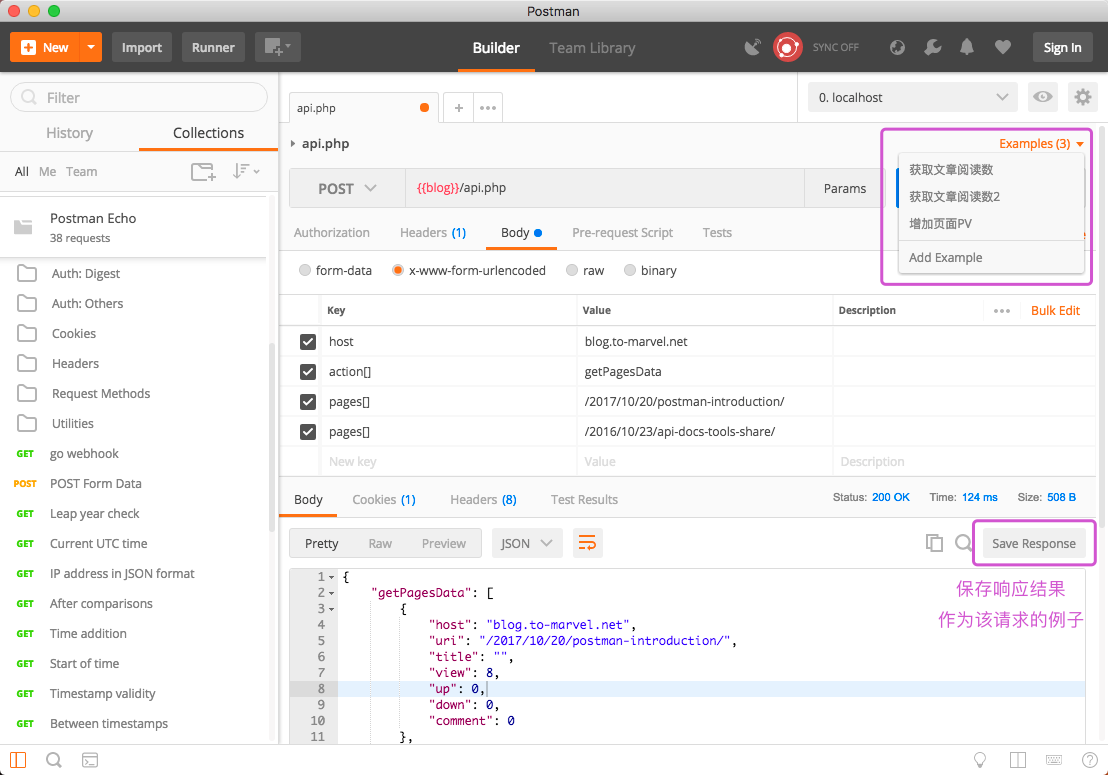 Postman
New
Import
Runner
Builder
Team Library
SYNC OFF
Sign In
Filter
History
Collections
All Me Team
Postman Echo
38 requests
Auth: Digest
Auth: Others
Cookies
Headers
Request Methods
Utilities
GET go webhook
POST POST Form Data
GET Leap year check
GET Current UTC time
GET IP address in JSON format
GET After comparisons
GET Time addition
GET Start of time
GET Timestamp validity
GET Between timestamps
api.php
0. localhost
api.php
Examples (3)
获取文章阅读数
获取文章阅读数2
增加页面PV
Add Example
POST {{blog}}/api.php Params
Authorization Headers (1) Body Pre-request Script Tests
form-data x-www-form-urlencoded raw binary
Key Value Description Bulk Edit
host blog.to-marvel.net
action[] getPagesData
pages[] /2017/10/20/postman-introduction/
pages[] /2016/10/23/api-docs-tools-share/
New key Value Description
Body Cookies (1) Headers (8) Test Results Status: 200 OK Time: 124 ms Size: 508 B
Pretty Raw Preview JSON Save Response
保存响应结果
作为该请求的例子
1 {
2 "getPagesData": [
3 {
4 "host": "blog.to-marvel.net",
5 "uri": "/2017/10/20/postman-introduction/",
6 "title": "",
7 "view": 8,
8 "up": 0,
9 "down": 0,
10 "comment": 0
11 },